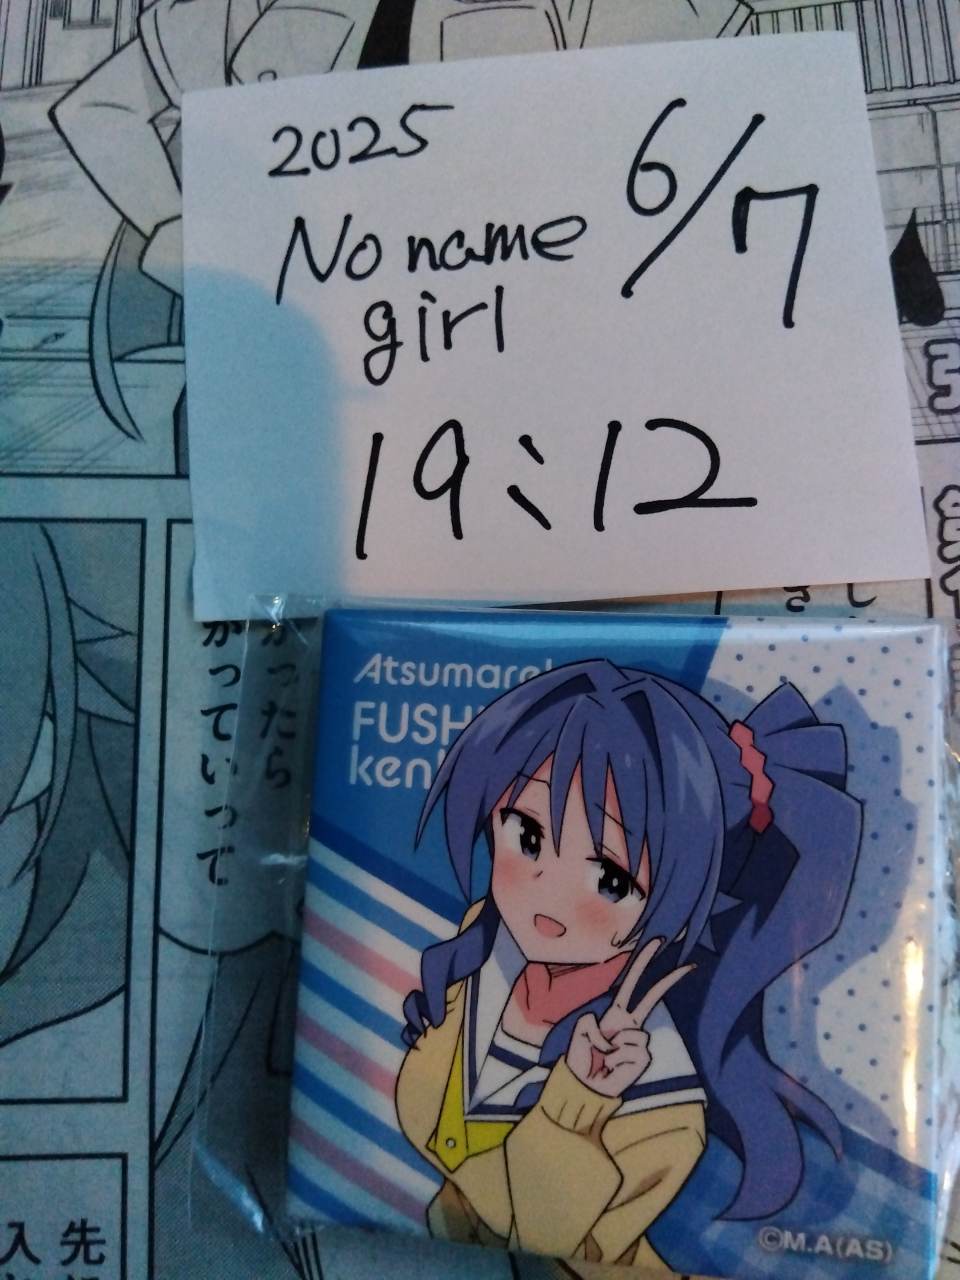 2025
6/7
No name
girl
19:12
Atsumare!
FUSHI
ken
かったら
がっていって
し
さ
先
入
©M.A(AS)